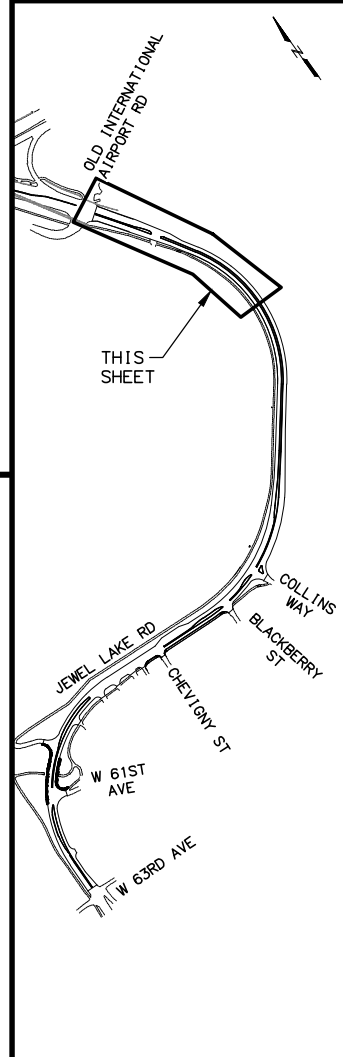 N
OLD INTERNATIONAL
AIRPORT RD
THIS
SHEET
COLLINS
WAY
BLACKBERRY
ST
JEWEL LAKE RD
CHEVIGNY ST
W 61ST
AVE
W 63RD AVE